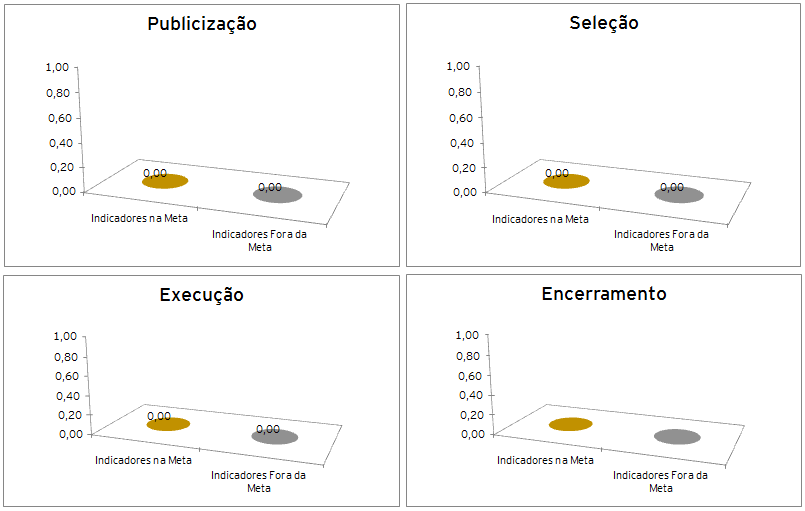 Publicização
1,00
0,80
0,60
0,40
0,20
0,00
0,00
0,00
Indicadores na Meta
Indicadores Fora da
Meta
Seleção
1,00
0,80
0,60
0,40
0,20
0,00
0,00
0,00
Indicadores na Meta
Indicadores Fora da
Meta
Execução
1,00
0,80
0,60
0,40
0,20
0,00
0,00
0,00
Indicadores na Meta
Indicadores Fora da
Meta
Encerramento
1,00
0,80
0,60
0,40
0,20
0,00
Indicadores na Meta
Indicadores Fora da
Meta